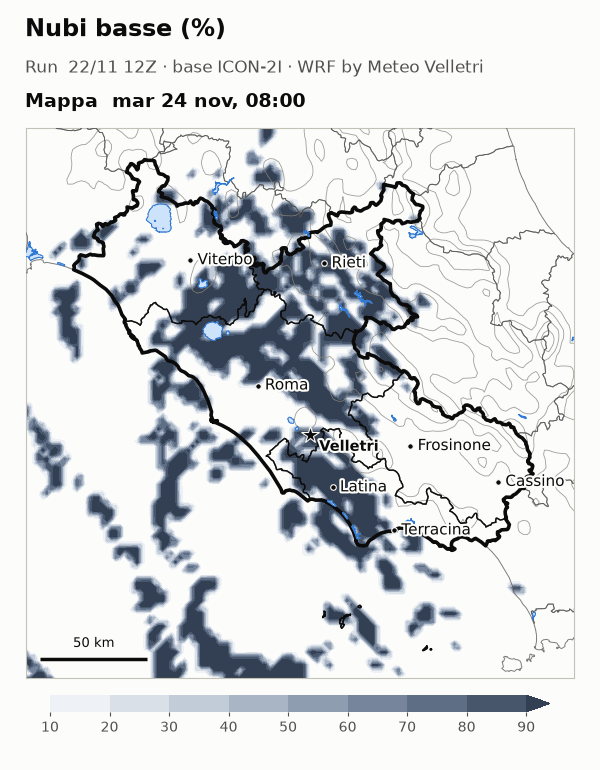 Nubi basse (%)
Run 22/11 12Z · base ICON-2I · WRF by Meteo Velletri
Mappa mar 24 nov, 08:00
Viterbo
Rieti
Roma
Velletri
Frosinone
Latina
Cassino
Terracina
50 km
10 20 30 40 50 60 70 80 90